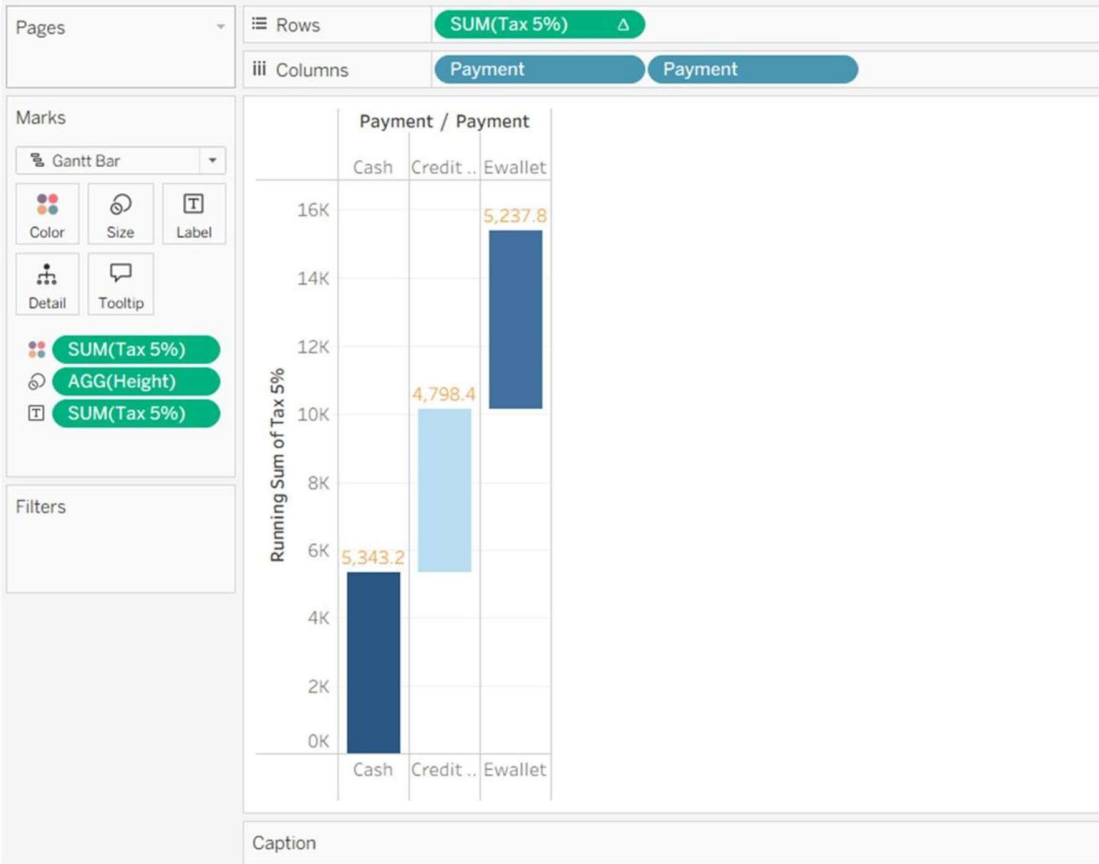 Pages
Rows SUM(Tax 5%) Δ
Columns Payment Payment
Marks
Gantt Bar
Color Size Label
Detail Tooltip
SUM(Tax 5%)
AGG(Height)
SUM(Tax 5%)
Filters
Payment / Payment
Cash Credit .. Ewallet
Running Sum of Tax 5%
16K
14K
12K
10K
8K
6K
4K
2K
0K
5,237.8
4,798.4
5,343.2
Cash Credit .. Ewallet
Caption